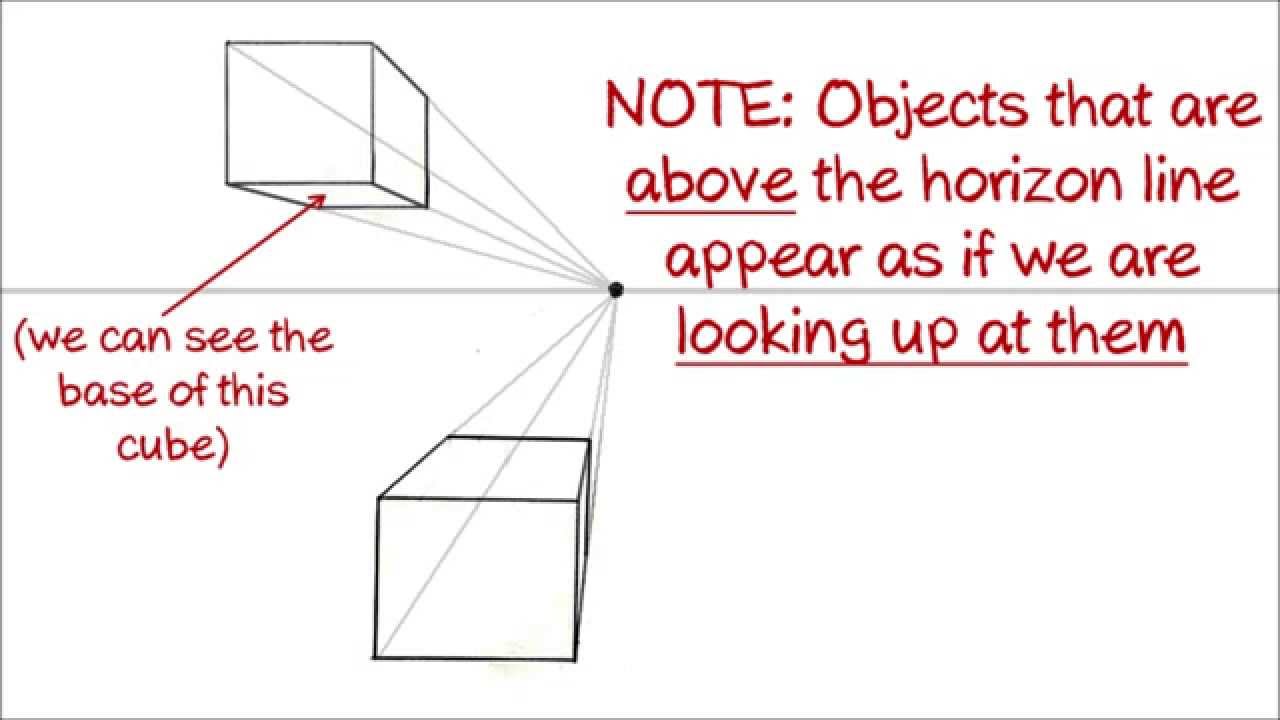 NOTE: Objects that are
above the horizon line
appear as if we are
looking up at them
(we can see the
base of this
cube)